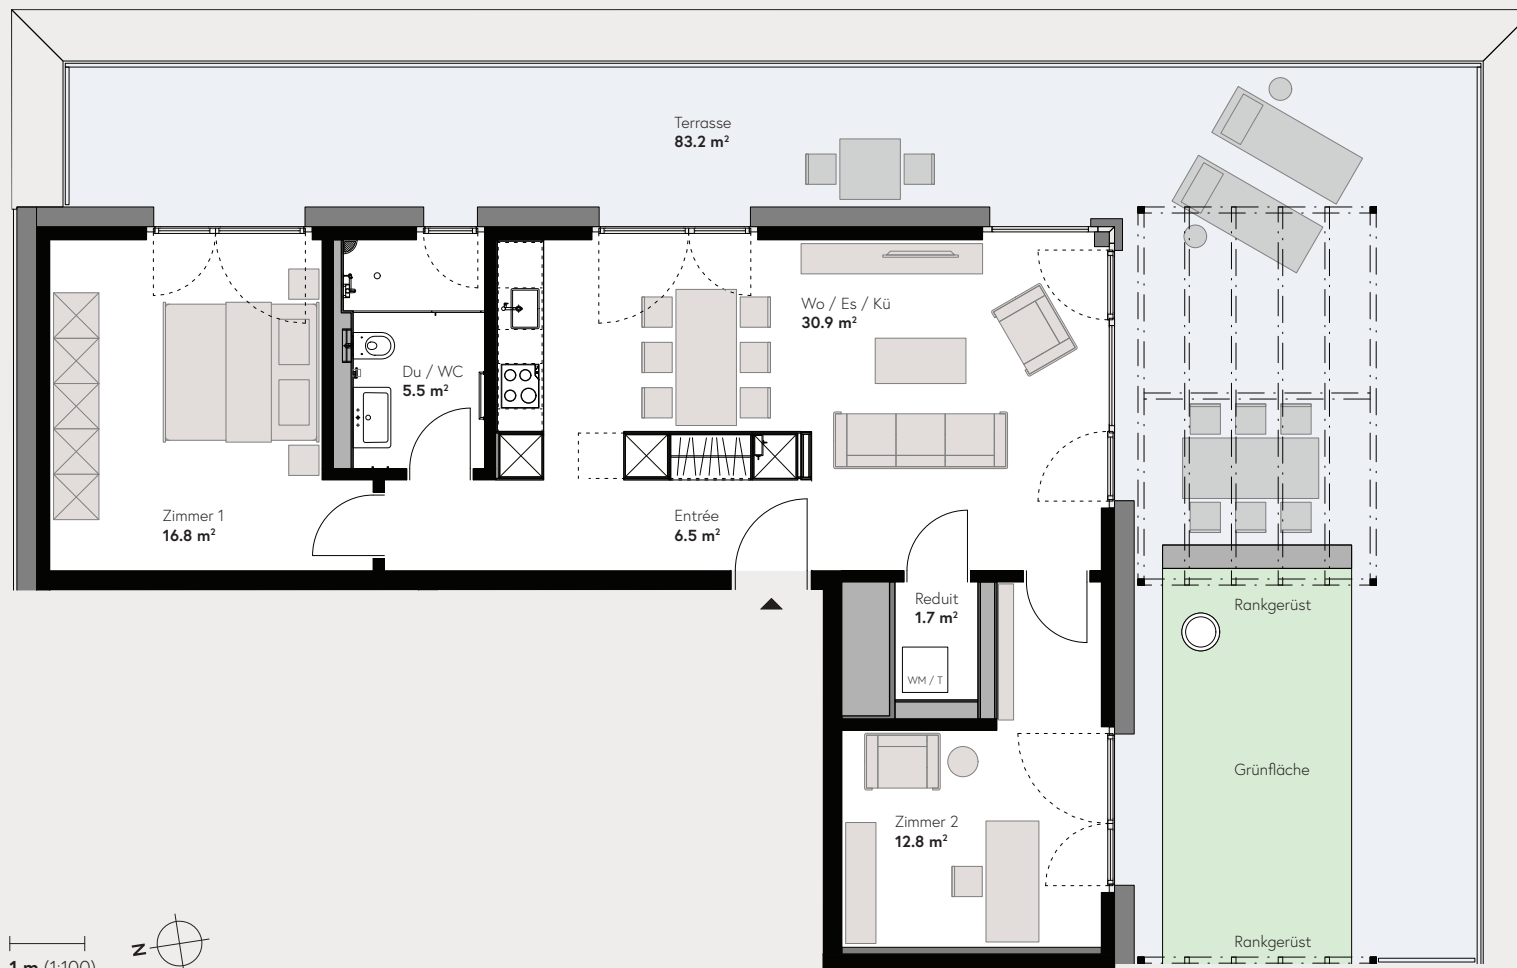 Terrasse
83.2 m²
Wo / Es / Kü
30.9 m²
Du / WC
5.5 m²
Zimmer 1
16.8 m²
Entrée
6.5 m²
Reduit
1.7 m²
WM / T
Rankgerüst
Grünfläche
Zimmer 2
12.8 m²
Rankgerüst
N
1 m (1:100)